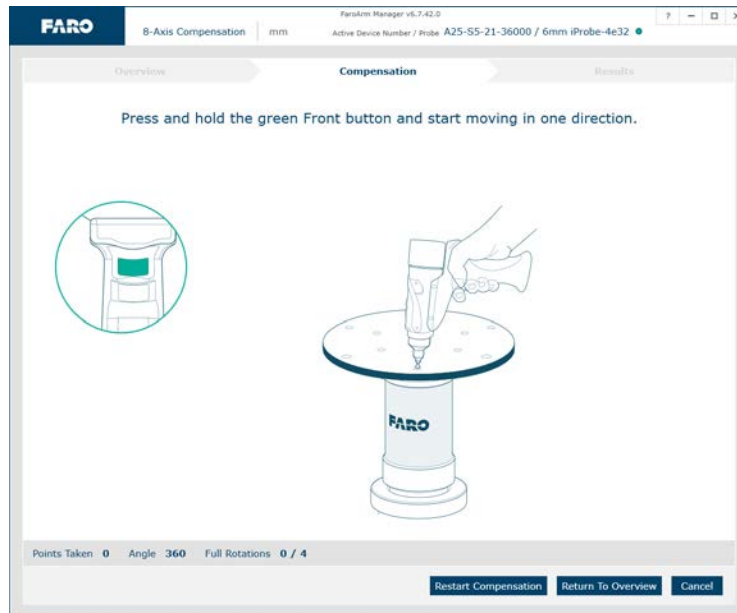 FaroArm Manager v6.7.42.0
FARO
8-Axis Compensation
mm
Active Device Number / Probe A25-S5-21-36000 / 6mm iProbe-4e32
Overview
Compensation
Results
Press and hold the green Front button and start moving in one direction.
FARO
Points Taken 0 Angle 360 Full Rotations 0 / 4
Restart Compensation
Return To Overview
Cancel